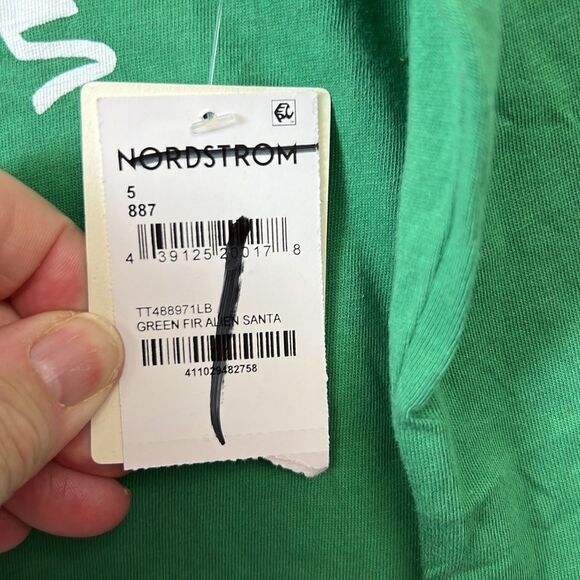 NORDSTROM
5
887
4 39125 20017 8
TT488971LB
GREEN FIR ALIEN SANTA
411029482758